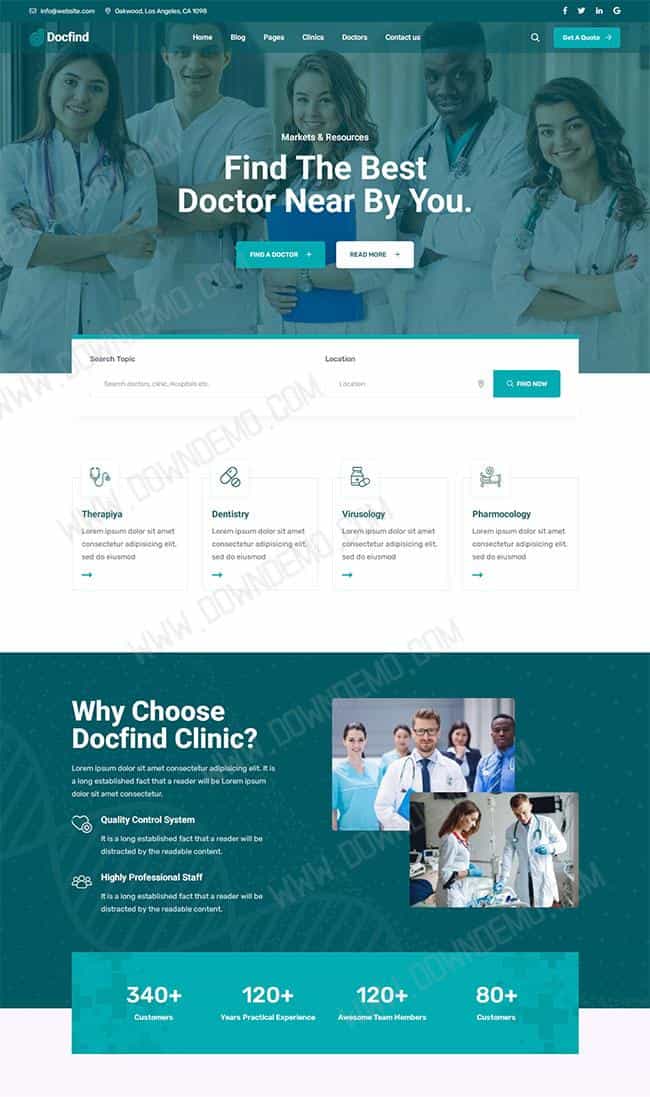 info@website.com Oakwood, Los Angeles, CA 1098
Docfind Home Blog Pages Clinics Doctors Contact us Get A Quote
Markets & Resources
Find The Best
Doctor Near By You.
FIND A DOCTOR READ MORE
Search Topic Location
Search doctors, clinic, Hospitals etc. Location FIND NOW
Therapiya
Lorem ipsum dolor sit amet
consectetur adipisicing elit,
sed do eiusmod
Dentistry
Lorem ipsum dolor sit amet
consectetur adipisicing elit,
sed do eiusmod
Virusology
Lorem ipsum dolor sit amet
consectetur adipisicing elit,
sed do eiusmod
Pharmocology
Lorem ipsum dolor sit amet
consectetur adipisicing elit,
sed do eiusmod
Why Choose
Docfind Clinic?
Lorem ipsum dolor sit amet consectetur adipisicing elit. It is
a long established fact that a reader will be Lorem ipsum
dolor sit amet consectetur.
Quality Control System
It is a long established fact that a reader will be
distracted by the readable content.
Highly Professional Staff
It is a long established fact that a reader will be
distracted by the readable content.
340+ 120+ 120+ 80+
Customers Years Practical Experience Awesome Team Members Customers
WWW.DOWNDEMO.COM
WWW.DOWNDEMO.COM
WWW.DOWNDEMO.COM
WWW.DOWNDEMO.COM
WWW.DOWNDEMO.COM